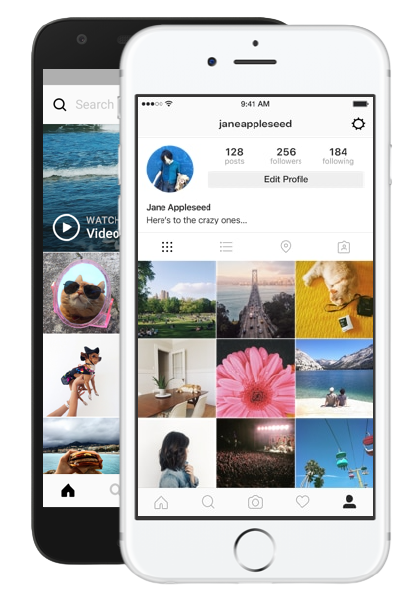 Search
WATCH
Video
9:41 AM
janeappleseed
128
posts
256
followers
184
following
Edit Profile
Jane Appleseed
Here's to the crazy ones...